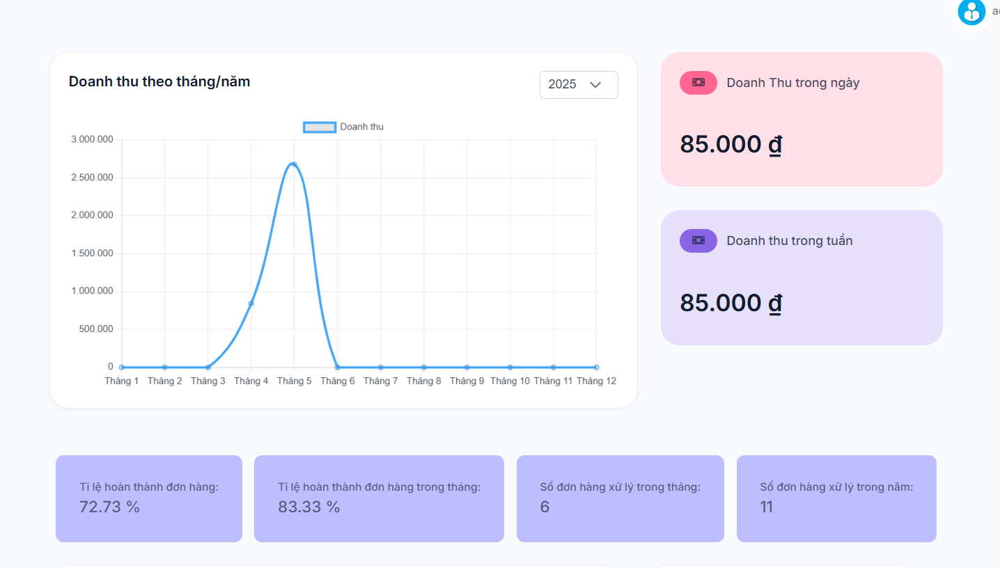 Doanh thu theo tháng/năm
2025
Doanh thu
3.000.000
2.500.000
2.000.000
1.500.000
1.000.000
500.000
0
Tháng 1 Tháng 2 Tháng 3 Tháng 4 Tháng 5 Tháng 6 Tháng 7 Tháng 8 Tháng 9 Tháng 10 Tháng 11 Tháng 12
Doanh Thu trong ngày
85.000 ₫
Doanh thu trong tuần
85.000 ₫
Tỉ lệ hoàn thành đơn hàng:
72.73 %
Tỉ lệ hoàn thành đơn hàng trong tháng:
83.33 %
Số đơn hàng xử lý trong tháng:
6
Số đơn hàng xử lý trong năm:
11